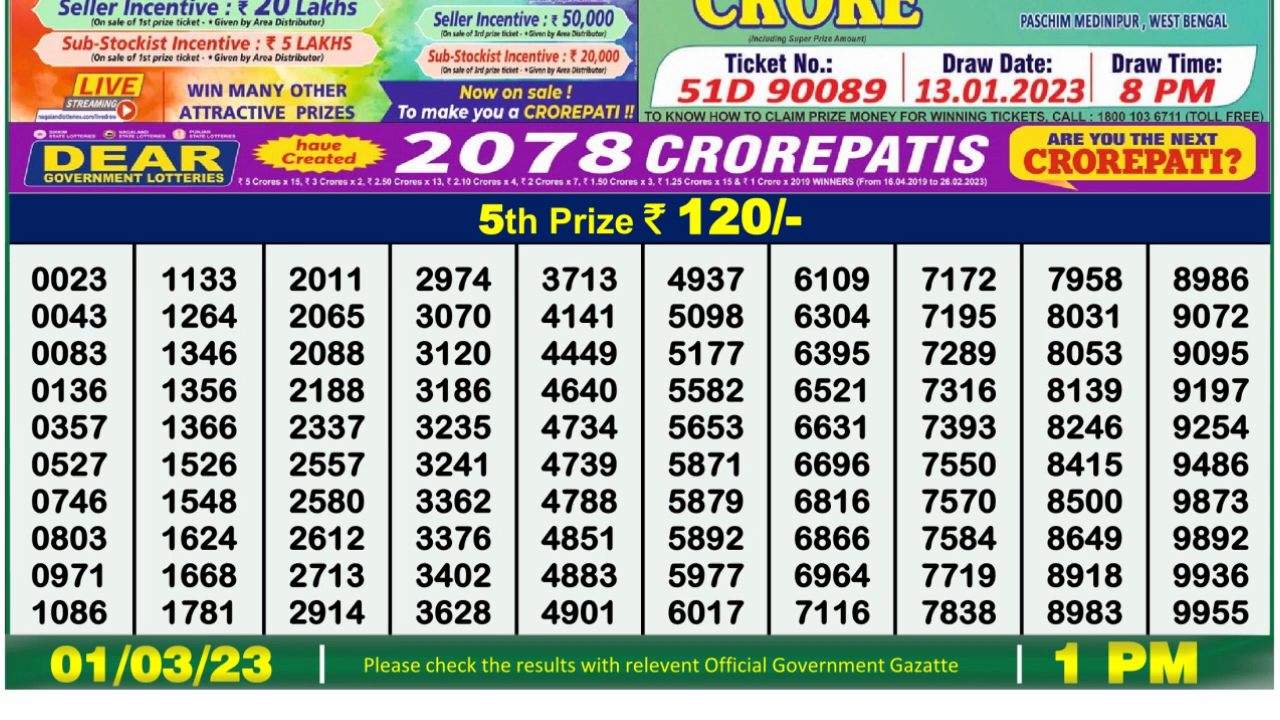 Seller Incentive : ₹ 20 Lakhs
(On sale of 1st prize ticket - • Given by Area Distributor)
Sub-Stockist Incentive : ₹ 5 LAKHS
(On sale of 1st prize ticket - • Given by Area Distributor)
Seller Incentive : ₹ 50,000
(On sale of 3rd prize ticket - • Given by Area Distributor)
Sub-Stockist Incentive : ₹ 20,000
(On sale of 3rd prize ticket - • Given by Area Distributor)
LIVE
STREAMING
nagalandlotteries.com/livedraw
WIN MANY OTHER
ATTRACTIVE PRIZES
Now on sale !
To make you a CROREPATI !!
CRORE
(Including Super Prize Amount)
PASCHIM MEDINIPUR , WEST BENGAL
Ticket No.:
51D 90089
Draw Date:
13.01.2023
Draw Time:
8 PM
TO KNOW HOW TO CLAIM PRIZE MONEY FOR WINNING TICKETS, CALL : 1800 103 6711 (TOLL FREE)
SIKKIM STATE LOTTERIES NAGALAND STATE LOTTERIES PUNJAB STATE LOTTERIES
DEAR
GOVERNMENT LOTTERIES
have
Created
2078 CROREPATIS
₹ 5 Crores x 15, ₹ 3 Crores x 2, ₹ 2.50 Crores x 13, ₹ 2.10 Crores x 4, ₹ 2 Crores x 7, ₹ 1.50 Crores x 3, ₹ 1.25 Crores x 15 & ₹ 1 Crore x 2019 WINNERS (From 16.04.2019 to 26.02.2023)
ARE YOU THE NEXT
CROREPATI?
5th Prize ₹ 120/-
0023 1133 2011 2974 3713 4937 6109 7172 7958 8986
0043 1264 2065 3070 4141 5098 6304 7195 8031 9072
0083 1346 2088 3120 4449 5177 6395 7289 8053 9095
0136 1356 2188 3186 4640 5582 6521 7316 8139 9197
0357 1366 2337 3235 4734 5653 6631 7393 8246 9254
0527 1526 2557 3241 4739 5871 6696 7550 8415 9486
0746 1548 2580 3362 4788 5879 6816 7570 8500 9873
0803 1624 2612 3376 4851 5892 6866 7584 8649 9892
0971 1668 2713 3402 4883 5977 6964 7719 8918 9936
1086 1781 2914 3628 4901 6017 7116 7838 8983 9955
01/03/23 | Please check the results with relevent Official Government Gazatte | 1 PM